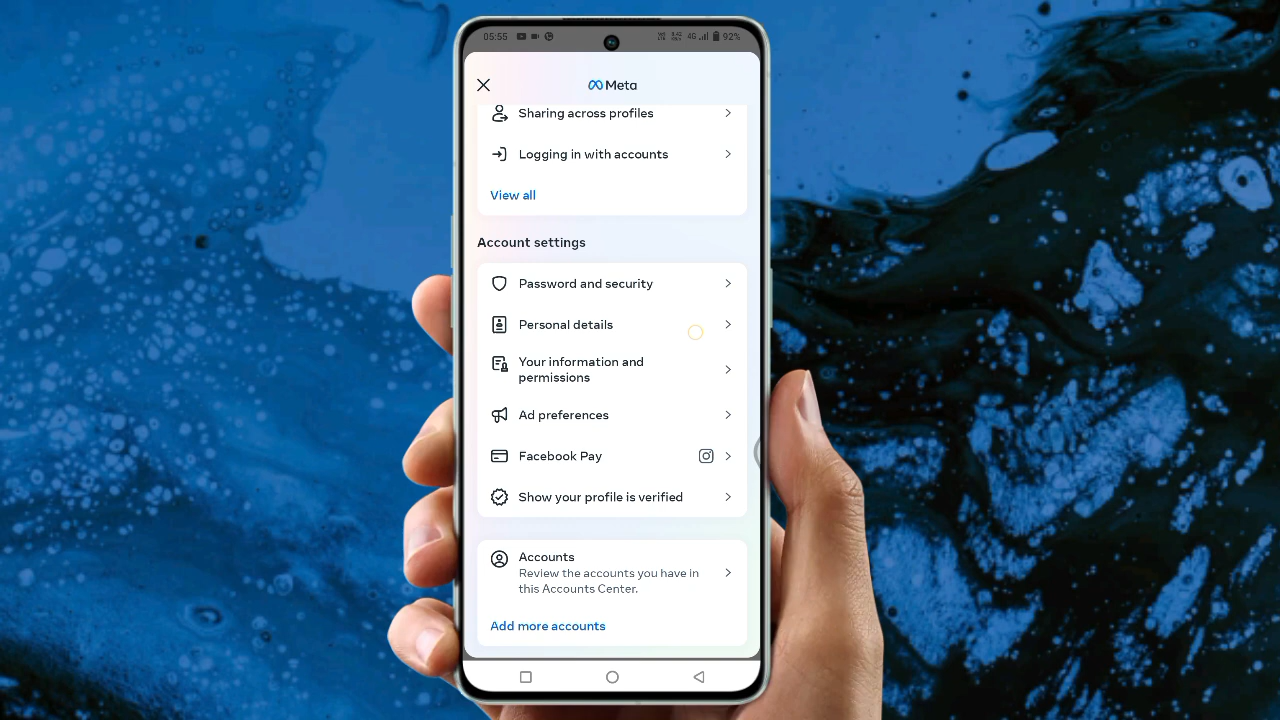 05:55
4G
92%
Meta
Sharing across profiles
Logging in with accounts
View all
Account settings
Password and security
Personal details
Your information and
permissions
Ad preferences
Facebook Pay
Show your profile is verified
Accounts
Review the accounts you have in
this Accounts Center.
Add more accounts